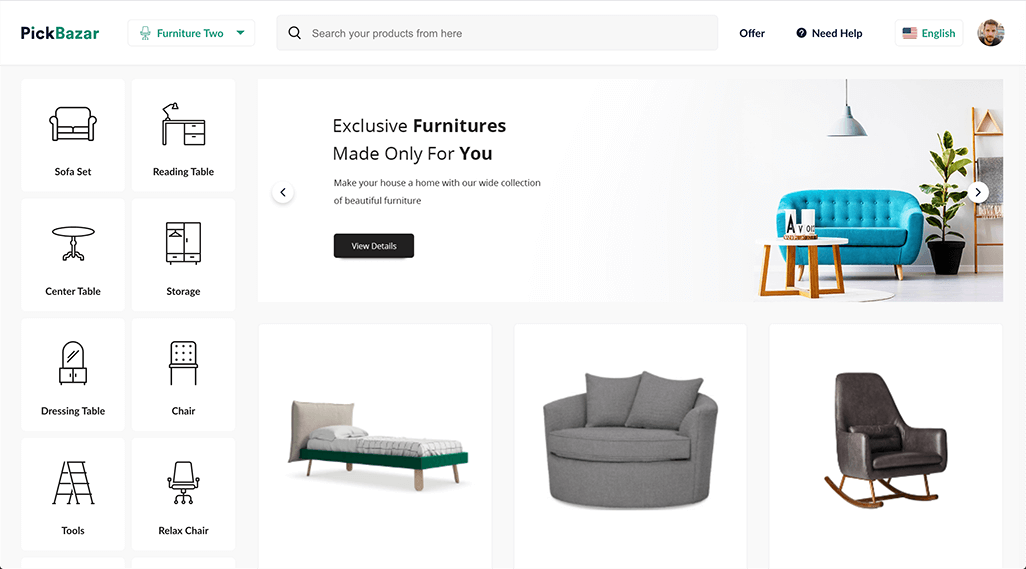 PickBazar
Furniture Two
Search your products from here
Offer
Need Help
English
Sofa Set
Reading Table
Center Table
Storage
Dressing Table
Chair
Tools
Relax Chair
Exclusive Furnitures
Made Only For You
Make your house a home with our wide collection
of beautiful furniture
View Details